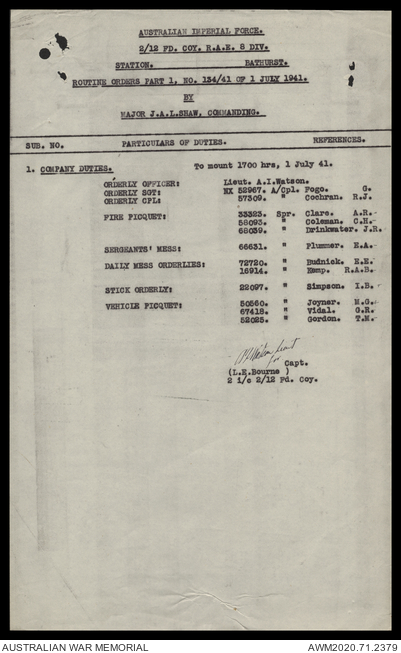 AUSTRALIAN IMPERIAL FORCE.
2/12 FD. COY. R.A.E. 8 DIV.
STATION. BATHURST.
ROUTINE ORDERS PART 1, NO. 134/41 OF 1 JULY 1941.
BY
MAJOR J.A.L.SHAW, COMMANDING.
SUB. NO. PARTICULARS OF DUTIES. REFERENCES.
1. COMPANY DUTIES. To mount 1700 hrs, 1 July 41.
ORDERLY OFFICER: Lieut. A.I.Watson.
ORDERLY SGT: NX 52967. A/Cpl. Fogo. G.
ORDERLY CPL: 57309. " Cochran. R.J.
FIRE PICQUET: 33323. Spr. Clare. A.R.
58093. " Coleman. C.H.
68039. " Drinkwater. J.R.
SERGEANTS' MESS: 66631. " Plummer. E.A.
DAILY MESS ORDERLIES: 72720. " Budnick. E.E.
16914. " Kemp. R.A.B.
STICK ORDERLY: 22097. " Simpson. I.B.
VEHICLE PICQUET: 50560. " Joyner. M.G.
67418. " Vidal. G.R.
52025. " Gordon. T.N.
for Capt.
(L.E.Bourne )
2 i/c 2/12 Fd. Coy.
AUSTRALIAN WAR MEMORIAL AWM2020.71.2379